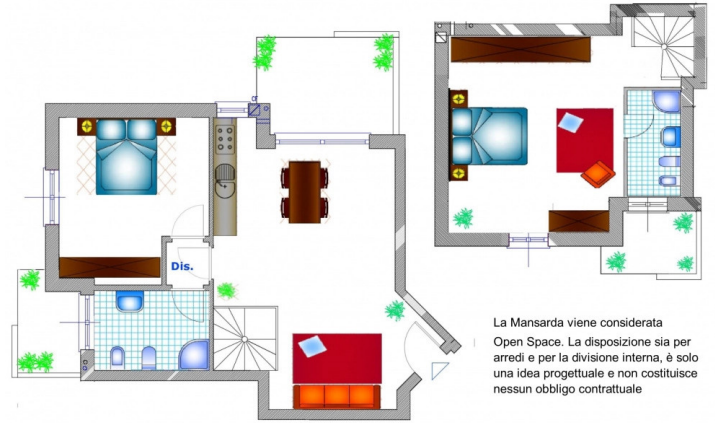 Dis.
La Mansarda viene considerata
Open Space. La disposizione sia per
arredi e per la divisione interna, è solo
una idea progettuale e non costituisce
nessun obbligo contrattuale